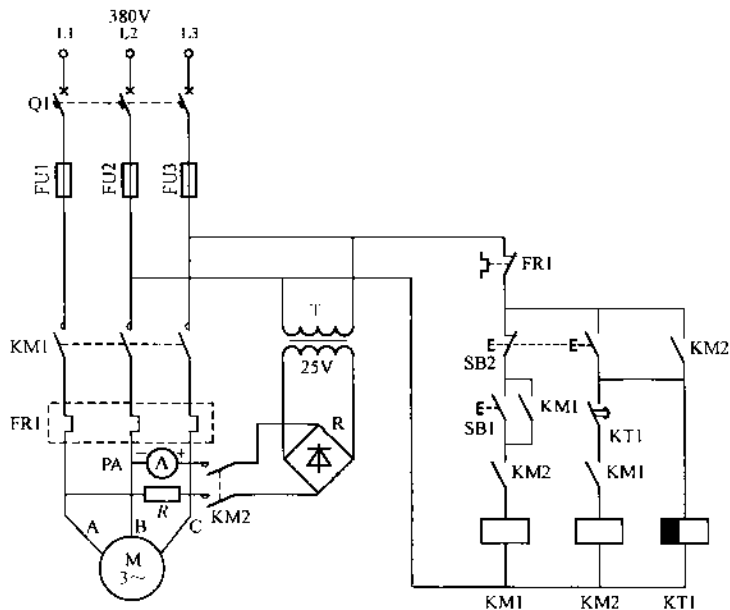 380V
L1 L2 L3
Q1
FU1 FU2 FU3
FR1
KM1
T
25V
SB2
KM2
FR1
R
KM1
SB1
KT1
PA
− A +
R
KM2
KM2
KM1
A B C
M
3～
KM1 KM2 KT1